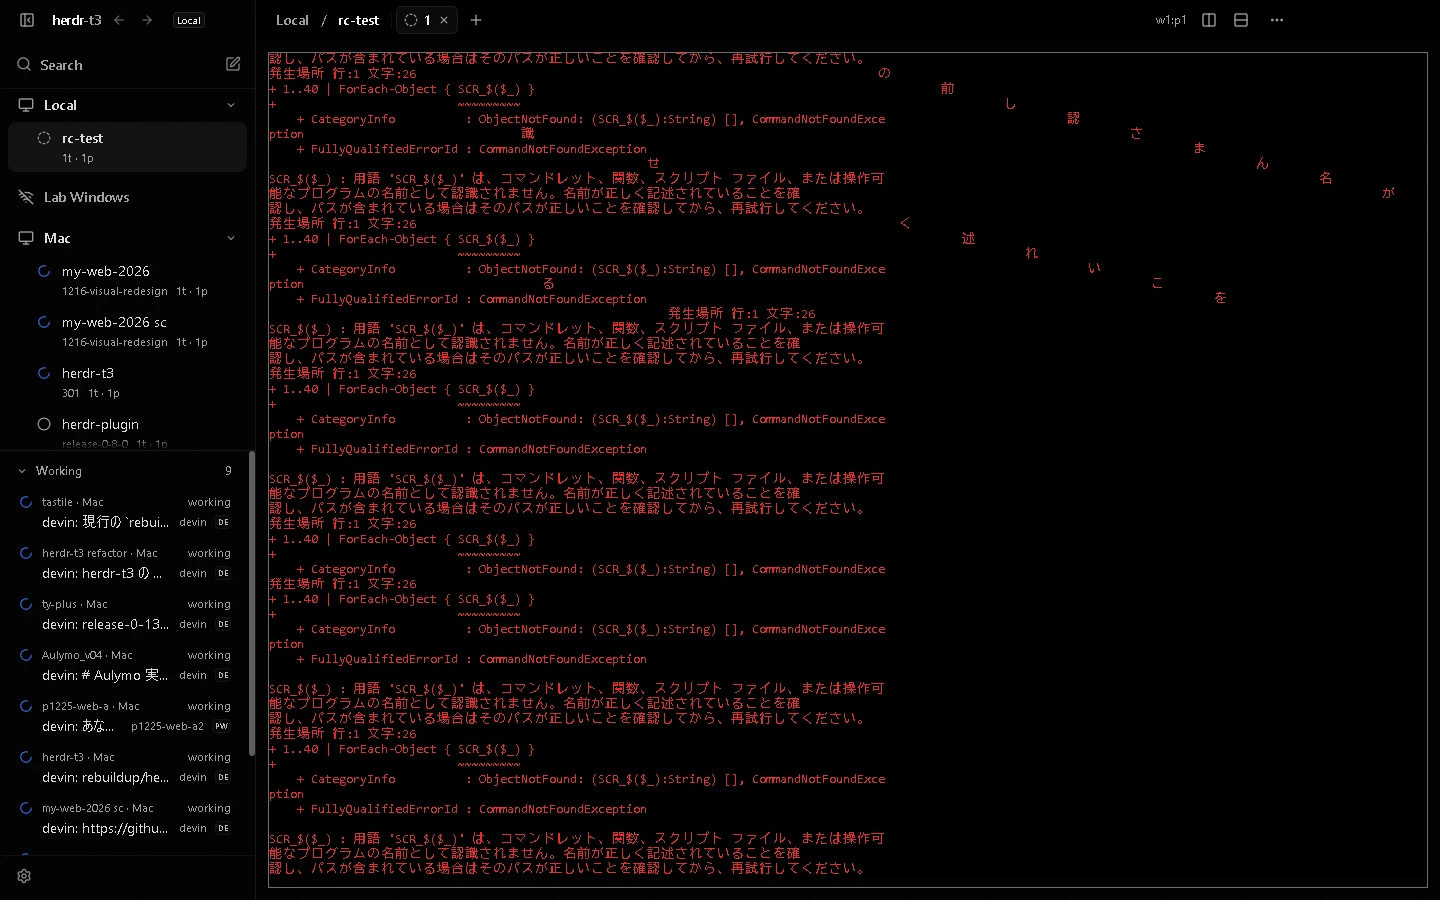 herdr-t3
Local
Search
Local
rc-test
1t · 1p
Lab Windows
Mac
my-web-2026
1216-visual-redesign 1t · 1p
my-web-2026 sc
1216-visual-redesign 1t · 1p
herdr-t3
301 1t · 1p
herdr-plugin
release-0-8-0 1t · 1p
Working 9
tastile · Mac working
devin: 現行の `rebui... devin DE
herdr-t3 refactor · Mac working
devin: herdr-t3 の ... devin DE
ty-plus · Mac working
devin: release-0-13... devin DE
Aulymo_v04 · Mac working
devin: # Aulymo 実... devin DE
p1225-web-a · Mac working
devin: あな... p1225-web-a2 PW
herdr-t3 · Mac working
devin: rebuildup/he... devin DE
my-web-2026 sc · Mac working
devin: https://githu... devin DE
Local / rc-test 1 × +
w1:p1
認し、パスが含まれている場合はそのパスが正しいことを確認してから、再試行してください。
発生場所 行:1 文字:26 の
+ 1..40 | ForEach-Object { SCR_$($_) } 前
+ ~~~~~~~~~ し
+ CategoryInfo : ObjectNotFound: (SCR_$($_):String) [], CommandNotFoundExce 認
ption 識 さ
+ FullyQualifiedErrorId : CommandNotFoundException ま
せ ん
SCR_$($_) : 用語 'SCR_$($_)' は、コマンドレット、関数、スクリプト ファイル、または操作可 名
能なプログラムの名前として認識されません。名前が正しく記述されていることを確 が
認し、パスが含まれている場合はそのパスが正しいことを確認してから、再試行してください。
発生場所 行:1 文字:26 く
+ 1..40 | ForEach-Object { SCR_$($_) } 述
+ ~~~~~~~~~ れ
+ CategoryInfo : ObjectNotFound: (SCR_$($_):String) [], CommandNotFoundExce い
ption る こ
+ FullyQualifiedErrorId : CommandNotFoundException を
発生場所 行:1 文字:26
SCR_$($_) : 用語 'SCR_$($_)' は、コマンドレット、関数、スクリプト ファイル、または操作可
能なプログラムの名前として認識されません。名前が正しく記述されていることを確
認し、パスが含まれている場合はそのパスが正しいことを確認してから、再試行してください。
発生場所 行:1 文字:26
+ 1..40 | ForEach-Object { SCR_$($_) }
+ ~~~~~~~~~
+ CategoryInfo : ObjectNotFound: (SCR_$($_):String) [], CommandNotFoundExce
ption
+ FullyQualifiedErrorId : CommandNotFoundException
SCR_$($_) : 用語 'SCR_$($_)' は、コマンドレット、関数、スクリプト ファイル、または操作可
能なプログラムの名前として認識されません。名前が正しく記述されていることを確
認し、パスが含まれている場合はそのパスが正しいことを確認してから、再試行してください。
発生場所 行:1 文字:26
+ 1..40 | ForEach-Object { SCR_$($_) }
+ ~~~~~~~~~
+ CategoryInfo : ObjectNotFound: (SCR_$($_):String) [], CommandNotFoundExce
発生場所 行:1 文字:26
+ 1..40 | ForEach-Object { SCR_$($_) }
+ ~~~~~~~~~
+ CategoryInfo : ObjectNotFound: (SCR_$($_):String) [], CommandNotFoundExce
ption
+ FullyQualifiedErrorId : CommandNotFoundException
SCR_$($_) : 用語 'SCR_$($_)' は、コマンドレット、関数、スクリプト ファイル、または操作可
能なプログラムの名前として認識されません。名前が正しく記述されていることを確
認し、パスが含まれている場合はそのパスが正しいことを確認してから、再試行してください。
発生場所 行:1 文字:26
+ 1..40 | ForEach-Object { SCR_$($_) }
+ ~~~~~~~~~
+ CategoryInfo : ObjectNotFound: (SCR_$($_):String) [], CommandNotFoundExce
ption
+ FullyQualifiedErrorId : CommandNotFoundException
SCR_$($_) : 用語 'SCR_$($_)' は、コマンドレット、関数、スクリプト ファイル、または操作可
能なプログラムの名前として認識されません。名前が正しく記述されていることを確
認し、パスが含まれている場合はそのパスが正しいことを確認してから、再試行してください。